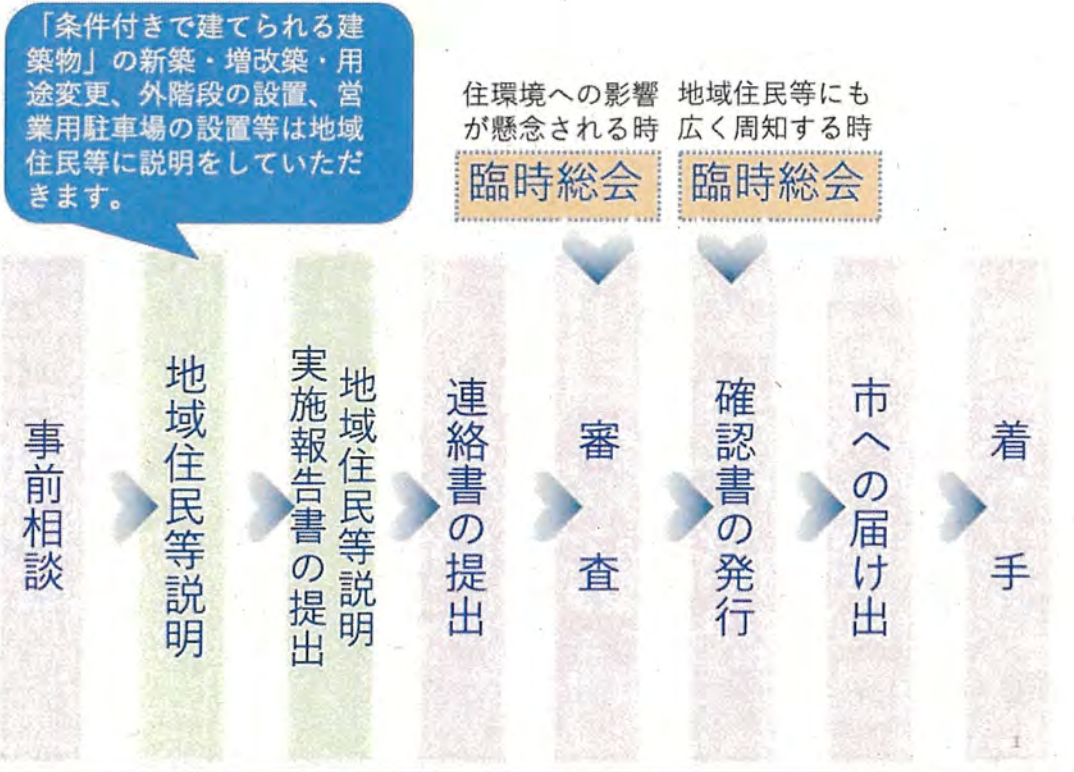 「条件付きで建てられる建
築物」の新築・増改築・用
途変更、外階段の設置、営
業用駐車場の設置等は地域
住民等に説明をしていただ
きます。
住環境への影響
が懸念される時
臨時総会
地域住民等にも
広く周知する時
臨時総会
事前相談
地域住民等説明
地域住民等説明
実施報告書の提出
連絡書の提出
審査
確認書の発行
市への届け出
着手
1